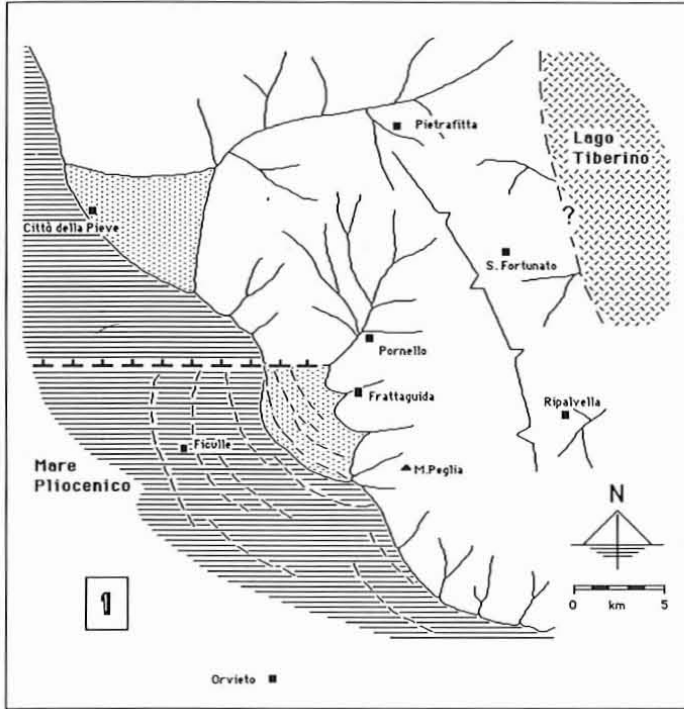 Pietrafitta
Lago
Tiberino
Città della Pieve
?
S. Fortunato
Pornello
Frattaguida
Ripalvella
Ficulle
Mare
Pliocenico
M.Peglia
N
1
0 km 5
Orvieto